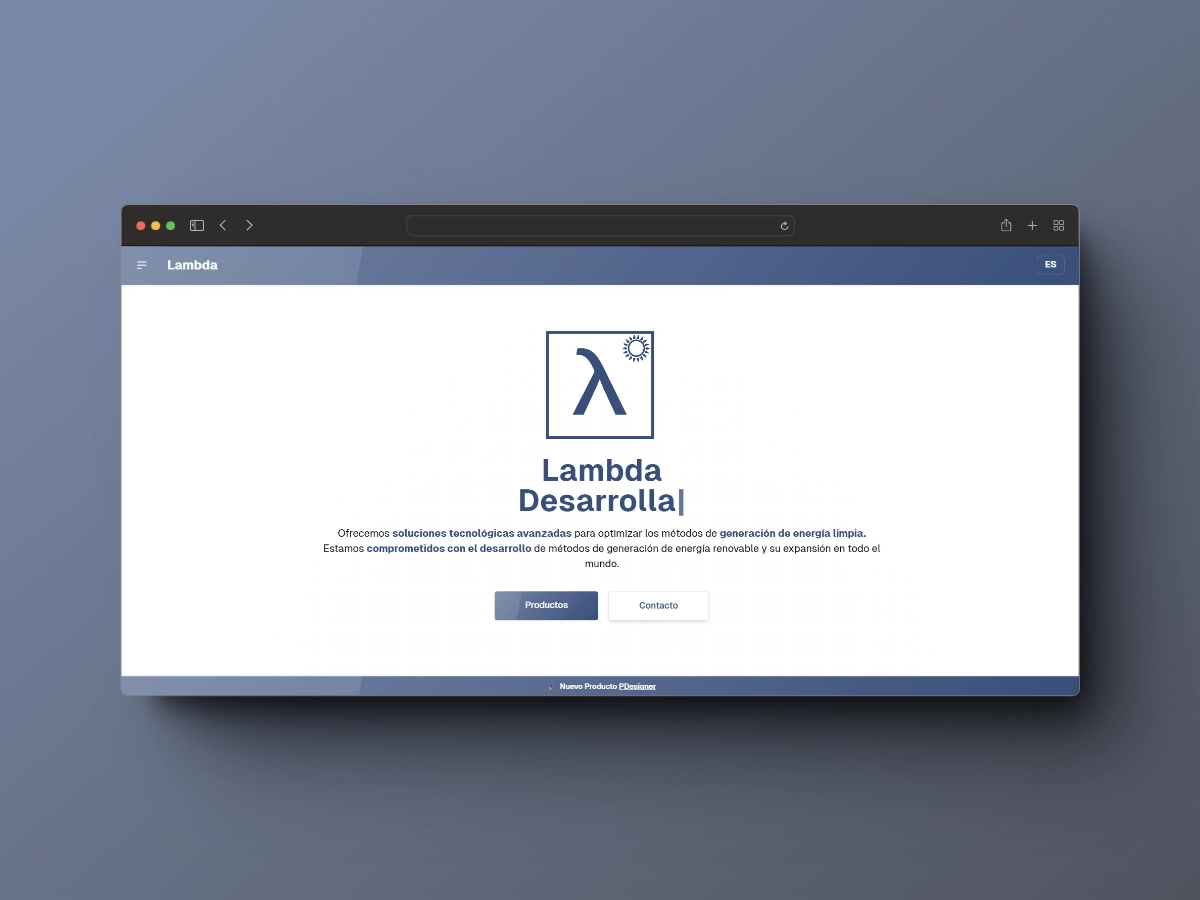 Lambda
ES
λ
Lambda
Desarrolla|
Ofrecemos soluciones tecnológicas avanzadas para optimizar los métodos de generación de energía limpia.
Estamos comprometidos con el desarrollo de métodos de generación de energía renovable y su expansión en todo el
mundo.
Productos
Contacto
Nuevo Producto PDesigner